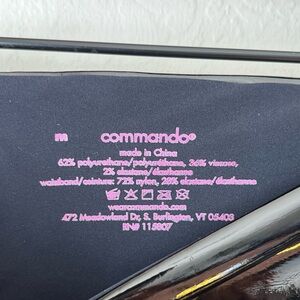 m commando®
made in China
62% polyurethane/polyuréthane, 36% viscose,
2% elastane/élasthanne
waistband/ceinture: 72% nylon, 28% elastane/élasthanne
wearcommando.com
472 Meadowland Dr, S. Burlington, VT 05403
RN# 115807